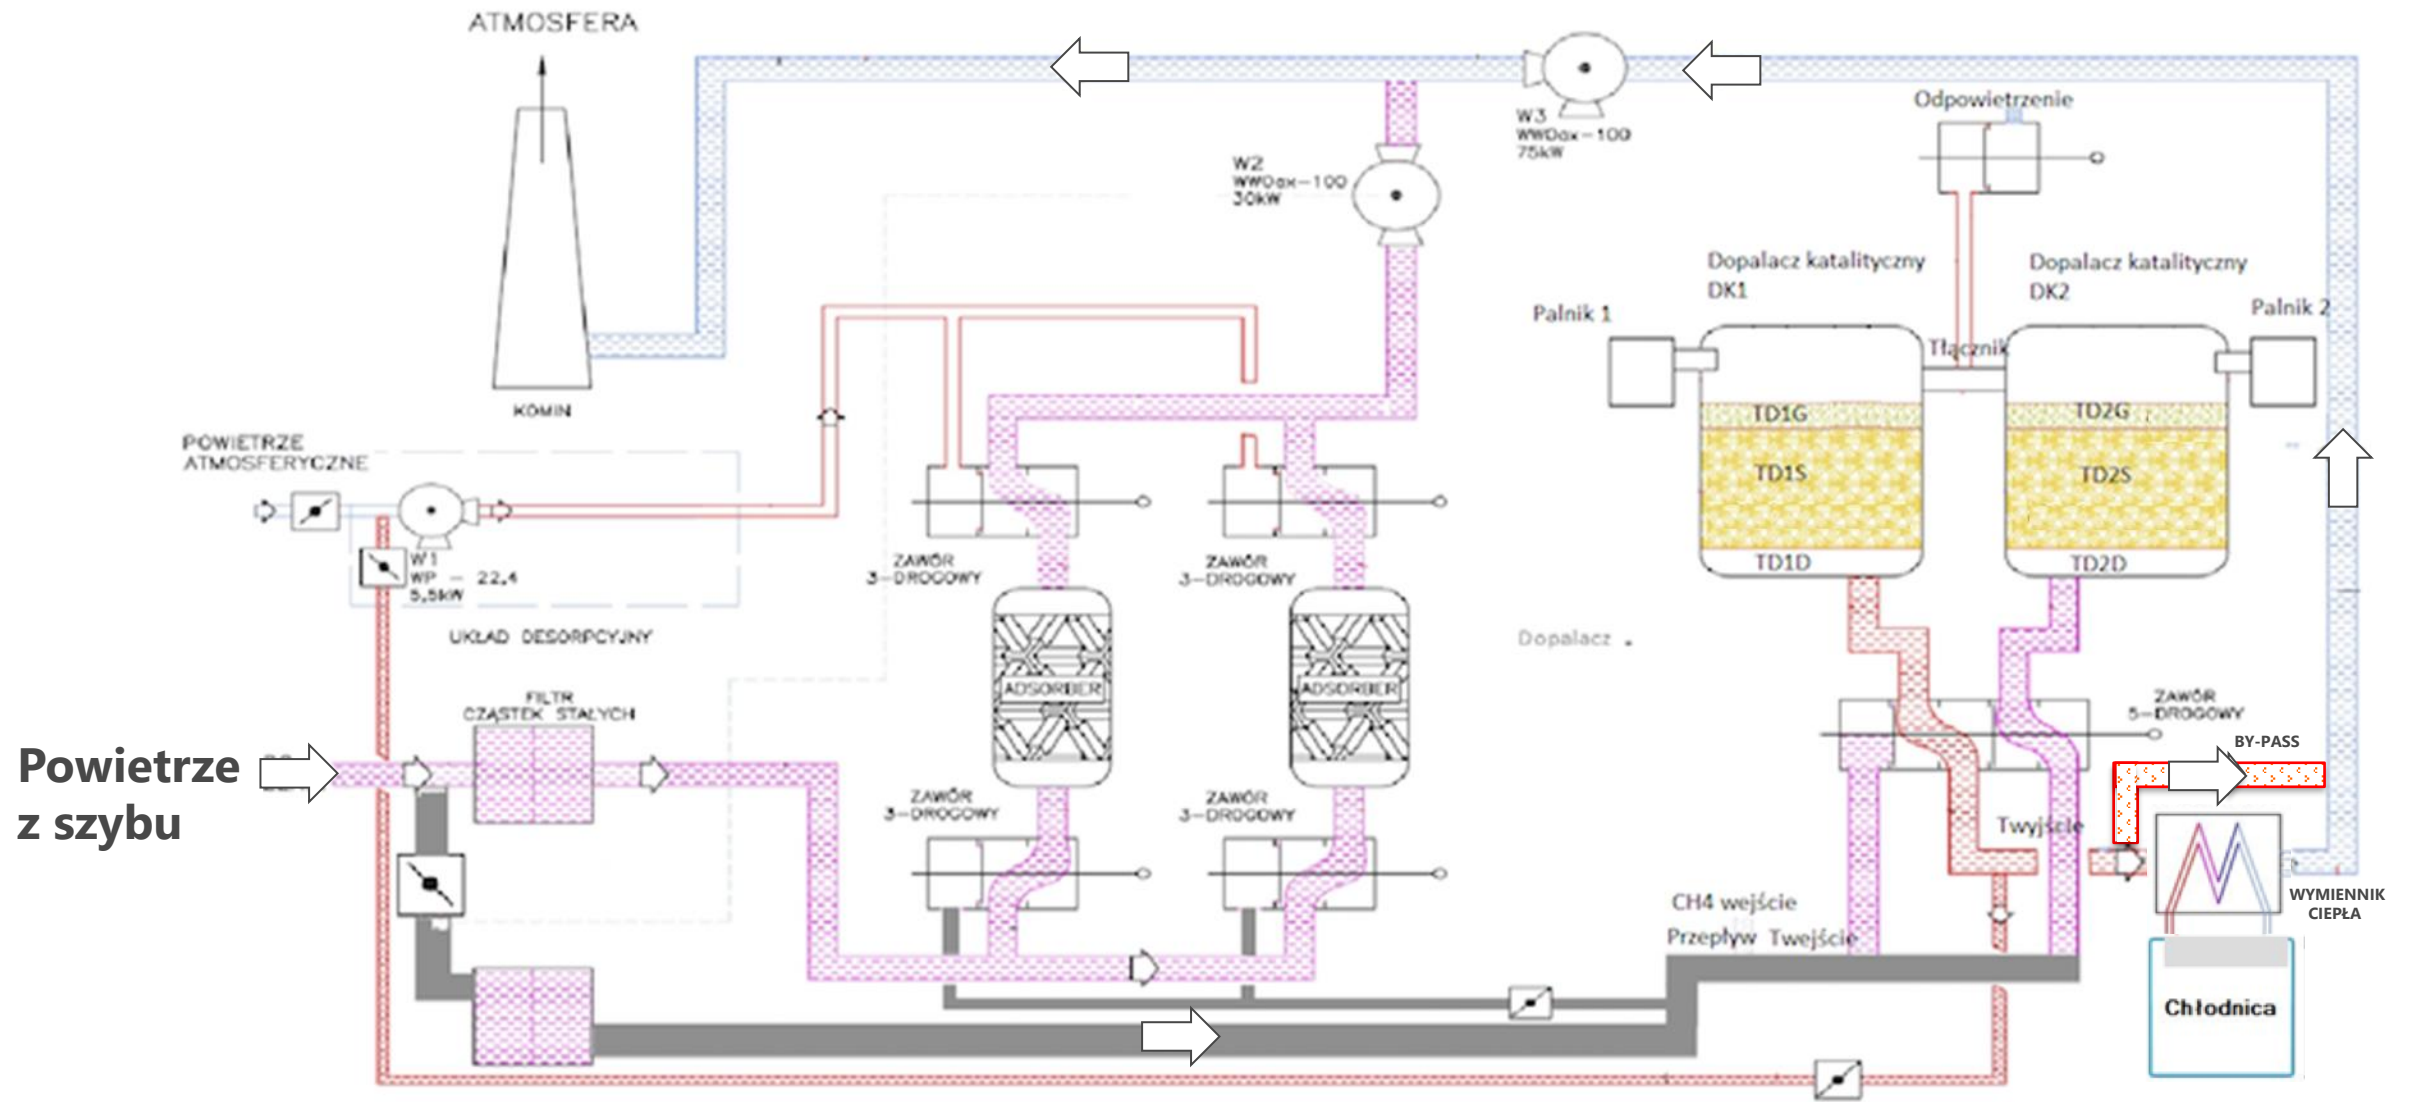 ATMOSFERA
W3
WWOax-100
75kW
Odpowietrzenie
W2
WWOax-100
30kW
Dopalacz katalityczny
DK1
Dopalacz katalityczny
DK2
Palnik 1
Palnik 2
Tłącznik
TD1G
TD2G
TD1S
TD2S
TD1D
TD2D
KOMIN
POWIETRZE
ATMOSFERYCZNE
W1
WP - 22,4
5,5kW
UKŁAD DESORPCYJNY
ZAWÓR
3-DROGOWY
ZAWÓR
3-DROGOWY
Dopalacz .
ADSORBER
ADSORBER
FILTR
CZĄSTEK STAŁYCH
ZAWÓR
5-DROGOWY
BY-PASS
Powietrze
z szybu
ZAWÓR
3-DROGOWY
ZAWÓR
3-DROGOWY
Twyjście
WYMIENNIK
CIEPŁA
CH4 wejście
Przepływ Twejście
Chłodnica